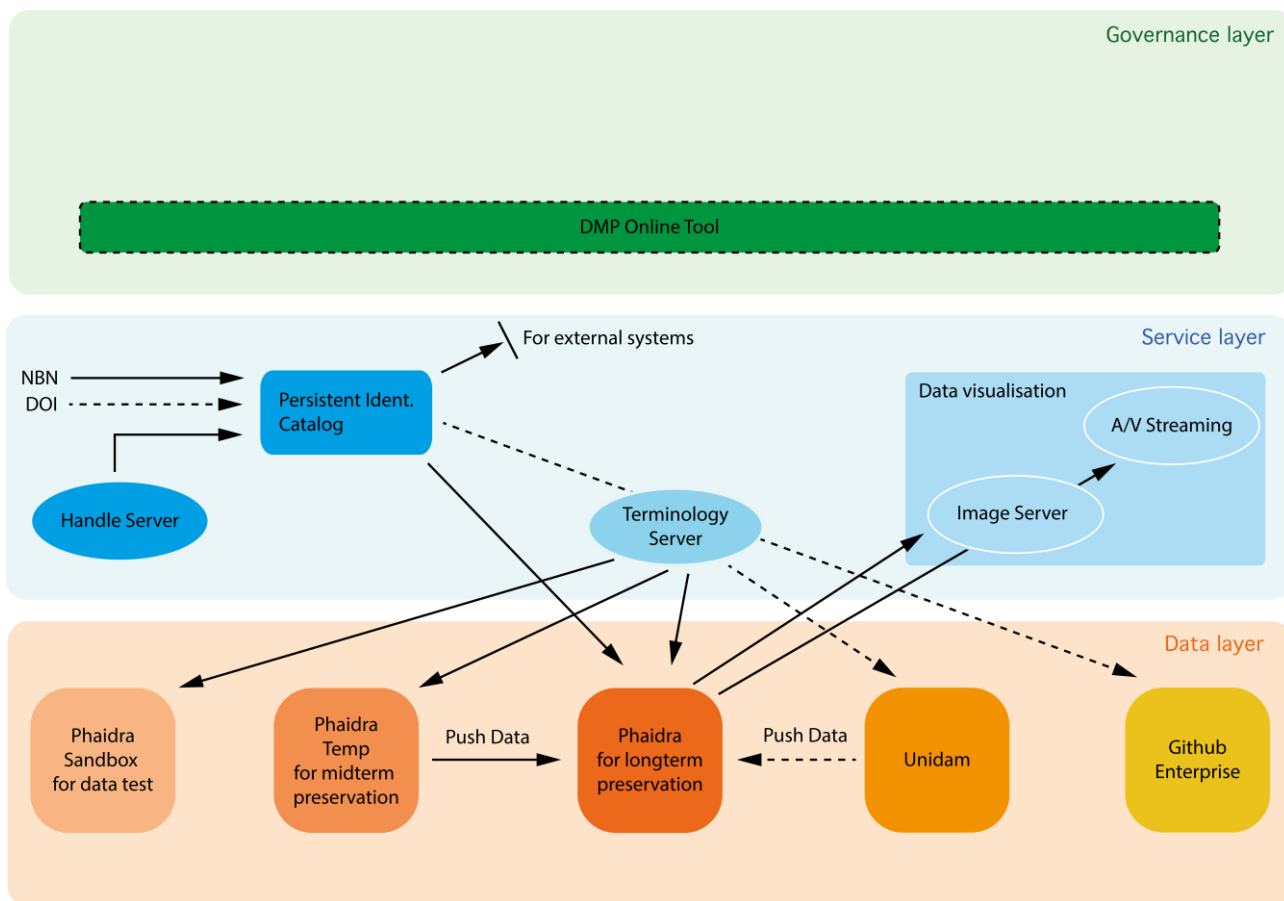 Governance layer
DMP Online Tool
Service layer
For external systems
NBN
DOI
Persistent Ident.
Catalog
Data visualisation
A/V Streaming
Handle Server
Terminology
Server
Image Server
Data layer
Phaidra
Sandbox
for data test
Phaidra
Temp
for midterm
preservation
Push Data
Phaidra
for longterm
preservation
Push Data
Unidam
Github
Enterprise